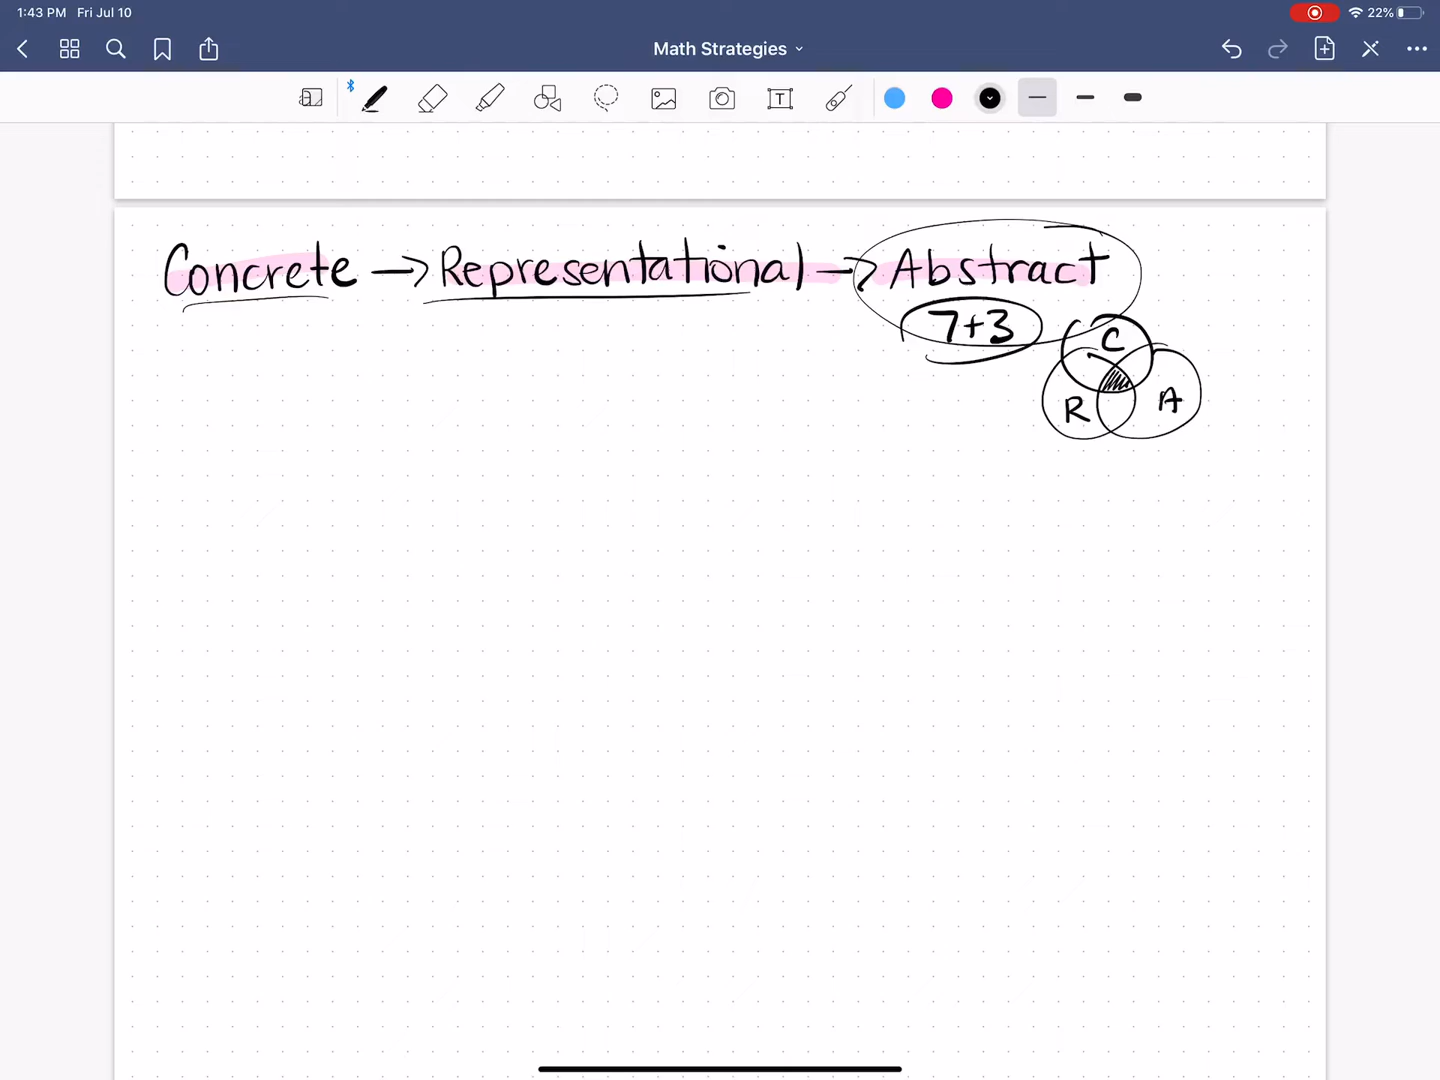 1:43 PM Fri Jul 10
22%
Math Strategies
T
Concrete → Representational → Abstract
7+3
C
R A